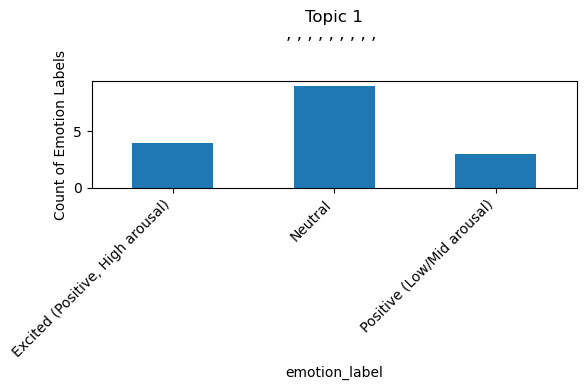 Topic 1
, , , , , , , , ,
Count of Emotion Labels
5
0
Excited (Positive, High arousal)
Neutral
Positive (Low/Mid arousal)
emotion_label